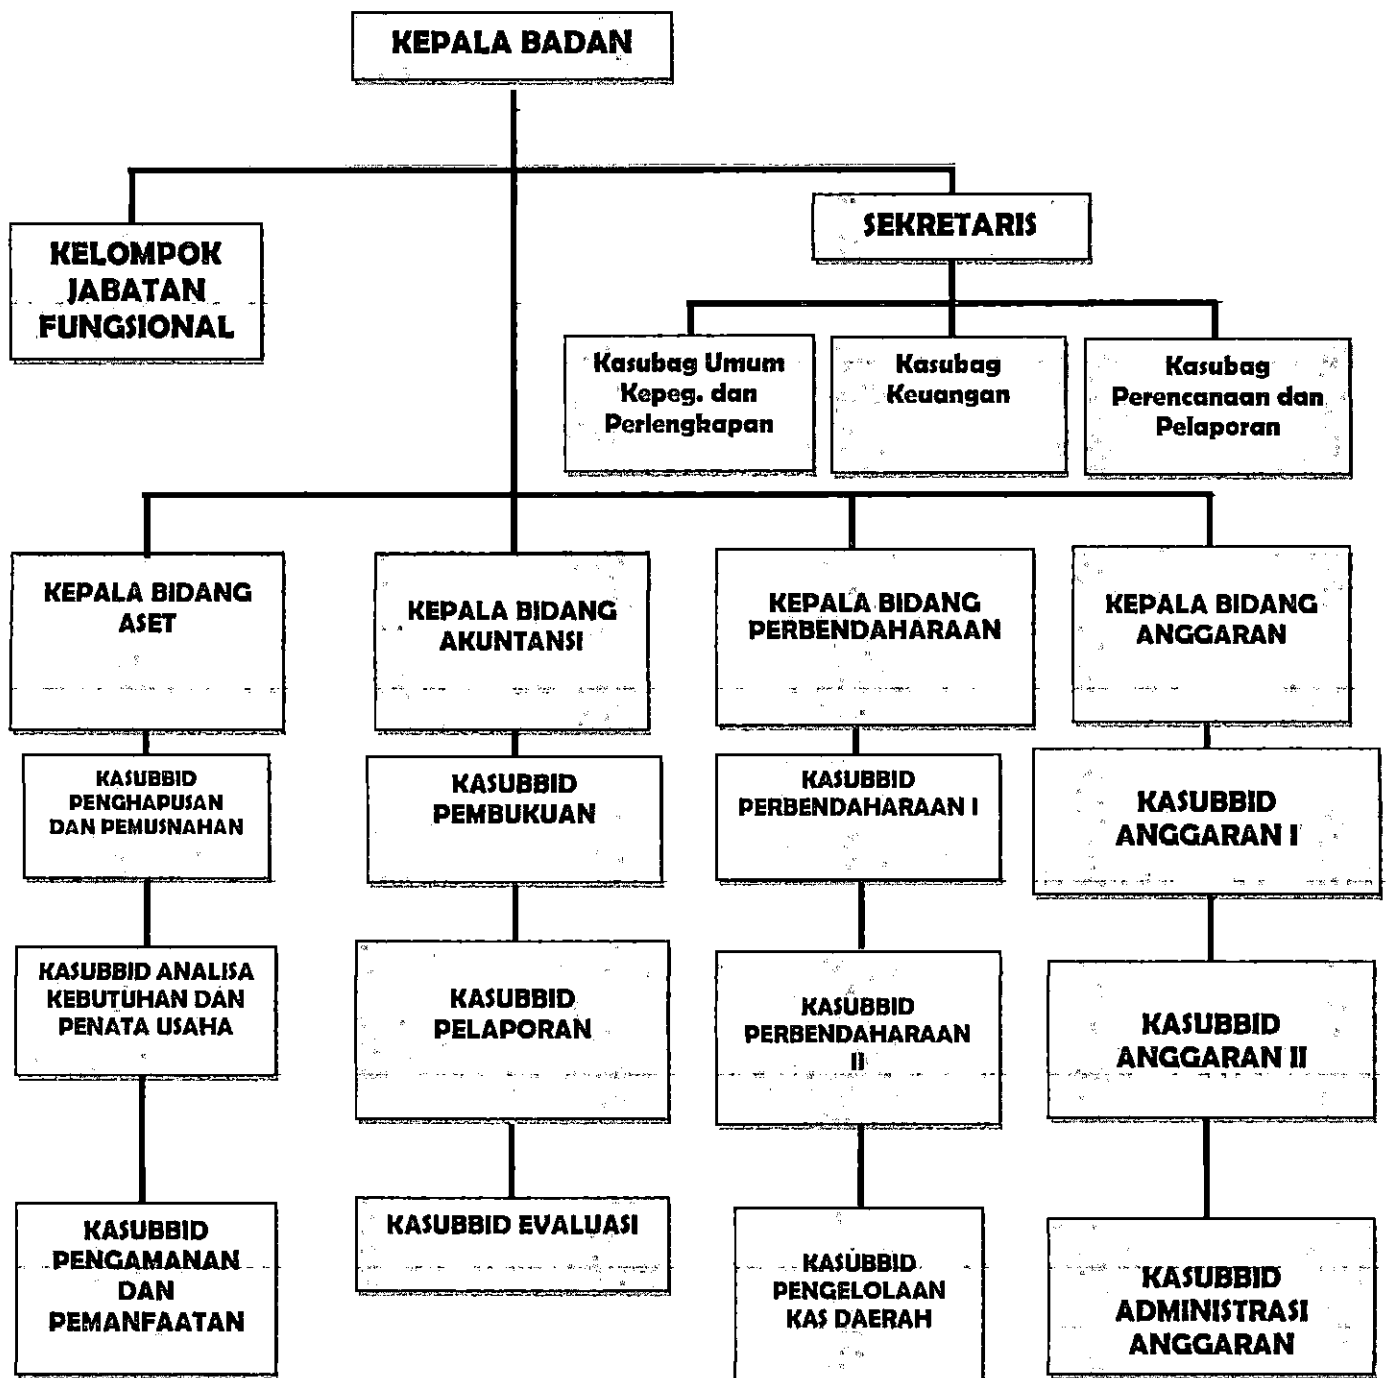 KEPALA BADAN
KELOMPOK
JABATAN
FUNGSIONAL
SEKRETARIS
Kasubag Umum
Kepeg. dan
Perlengkapan
Kasubag
Keuangan
Kasubag
Perencanaan dan
Pelaporan
KEPALA BIDANG
ASET
KEPALA BIDANG
AKUNTANSI
KEPALA BIDANG
PERBENDAHARAAN
KEPALA BIDANG
ANGGARAN
KASUBBID
PENGHAPUSAN
DAN PEMUSNAHAN
KASUBBID
PEMBUKUAN
KASUBBID
PERBENDAHARAAN I
KASUBBID
ANGGARAN I
KASUBBID ANALISA
KEBUTUHAN DAN
PENATA USAHA
KASUBBID
PELAPORAN
KASUBBID
PERBENDAHARAAN
II
KASUBBID
ANGGARAN II
KASUBBID
PENGAMANAN
DAN
PEMANFAATAN
KASUBBID EVALUASI
KASUBBID
PENGELOLAAN
KAS DAERAH
KASUBBID
ADMINISTRASI
ANGGARAN